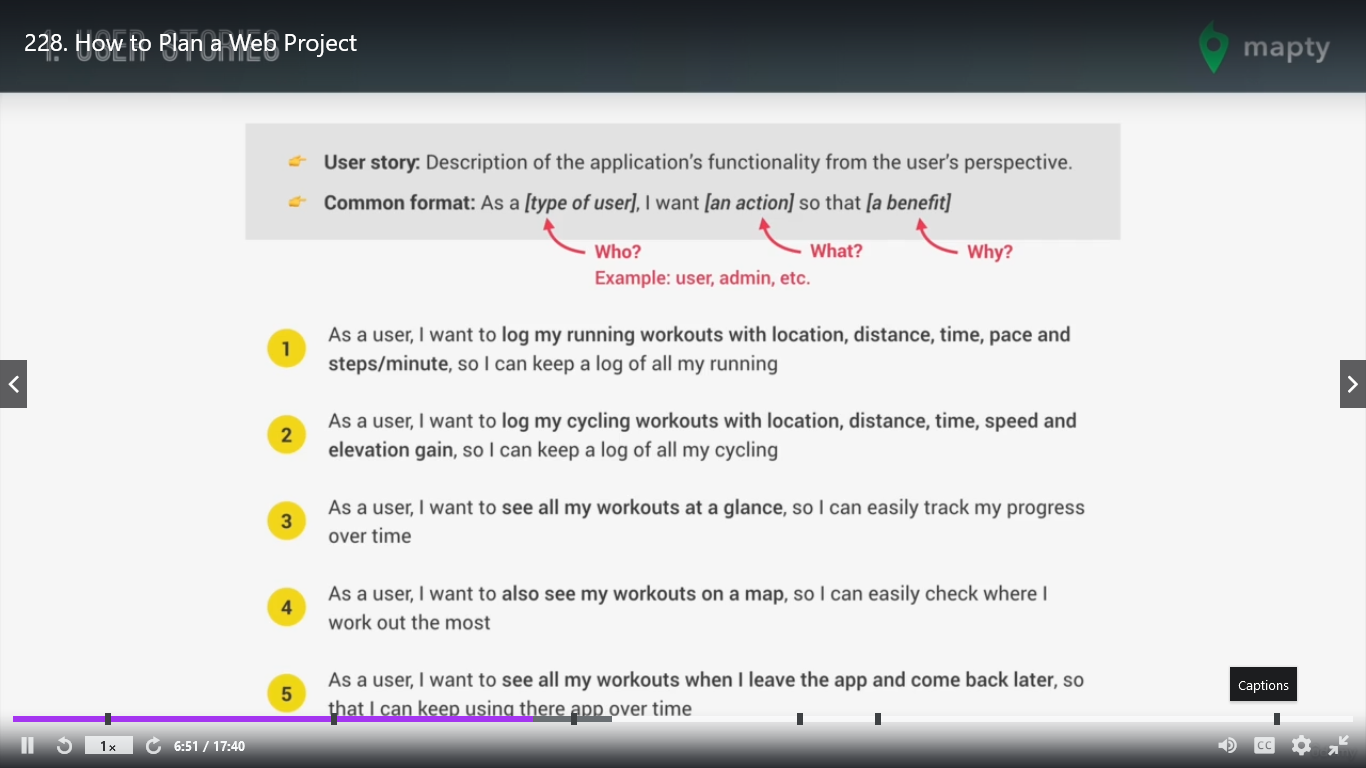 228. How to Plan a Web Project
1. USER STORIES
mapty
User story: Description of the application's functionality from the user's perspective.
Common format: As a [type of user], I want [an action] so that [a benefit]
Who?
What?
Why?
Example: user, admin, etc.
1
As a user, I want to log my running workouts with location, distance, time, pace and
steps/minute, so I can keep a log of all my running
2
As a user, I want to log my cycling workouts with location, distance, time, speed and
elevation gain, so I can keep a log of all my cycling
3
As a user, I want to see all my workouts at a glance, so I can easily track my progress
over time
4
As a user, I want to also see my workouts on a map, so I can easily check where I
work out the most
5
As a user, I want to see all my workouts when I leave the app and come back later, so
that I can keep using there app over time
Captions
1x
6:51 / 17:40
CC